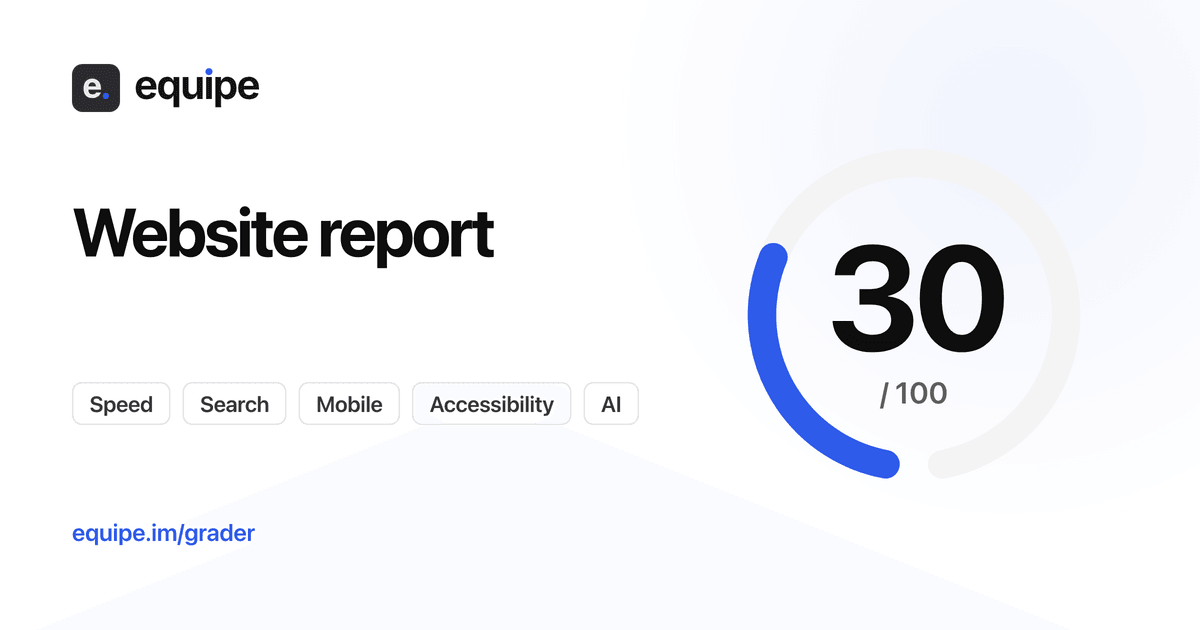 e. equipe
Website report
Speed Search Mobile Accessibility AI
30
/ 100
equipe.im/grader